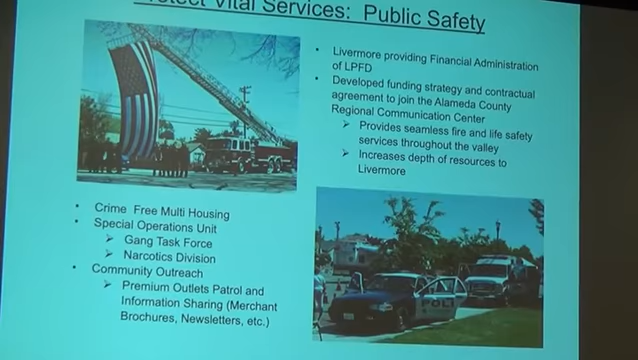 Protect Vital Services: Public Safety
• Livermore providing Financial Administration
of LPFD
• Developed funding strategy and contractual
agreement to join the Alameda County
Regional Communication Center
➢ Provides seamless fire and life safety
services throughout the valley
➢ Increases depth of resources to
Livermore
• Crime Free Multi Housing
• Special Operations Unit
➢ Gang Task Force
➢ Narcotics Division
• Community Outreach
➢ Premium Outlets Patrol and
Information Sharing (Merchant
Brochures, Newsletters, etc.)
POLI